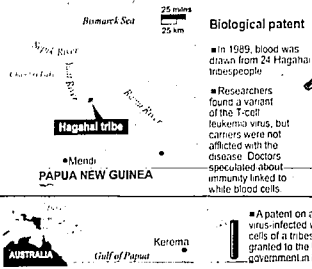 Bismarck Sea
25 miles
25 km
River
Ramu River
Hagahai tribe
Mendi
PAPUA NEW GUINEA
Biological patent
■ In 1989, blood was
drawn from 24 Hagahai
tribespeople
■ Researchers
found a variant
of the T-cell
leukemia virus, but
carriers were not
afflicted with the
disease. Doctors
speculated about
immunity linked to
white blood cells.
AUSTRALIA
Kerema
Gulf of Papua
■ A patent on a
virus-infected
cells of a tribes
granted to the
government in